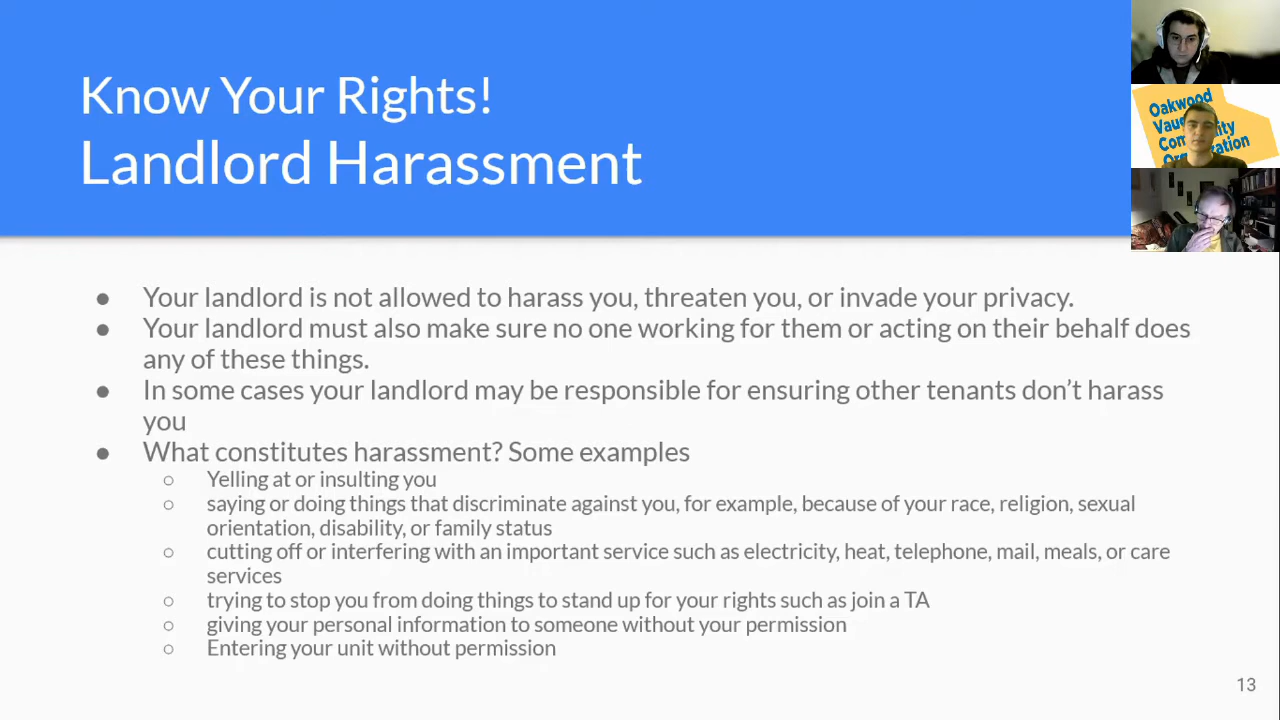 Know Your Rights!
Landlord Harassment
● Your landlord is not allowed to harass you, threaten you, or invade your privacy.
● Your landlord must also make sure no one working for them or acting on their behalf does
any of these things.
● In some cases your landlord may be responsible for ensuring other tenants don’t harass
you
● What constitutes harassment? Some examples
○ Yelling at or insulting you
○ saying or doing things that discriminate against you, for example, because of your race, religion, sexual
orientation, disability, or family status
○ cutting off or interfering with an important service such as electricity, heat, telephone, mail, meals, or care
services
○ trying to stop you from doing things to stand up for your rights such as join a TA
○ giving your personal information to someone without your permission
○ Entering your unit without permission
13
Oakwood